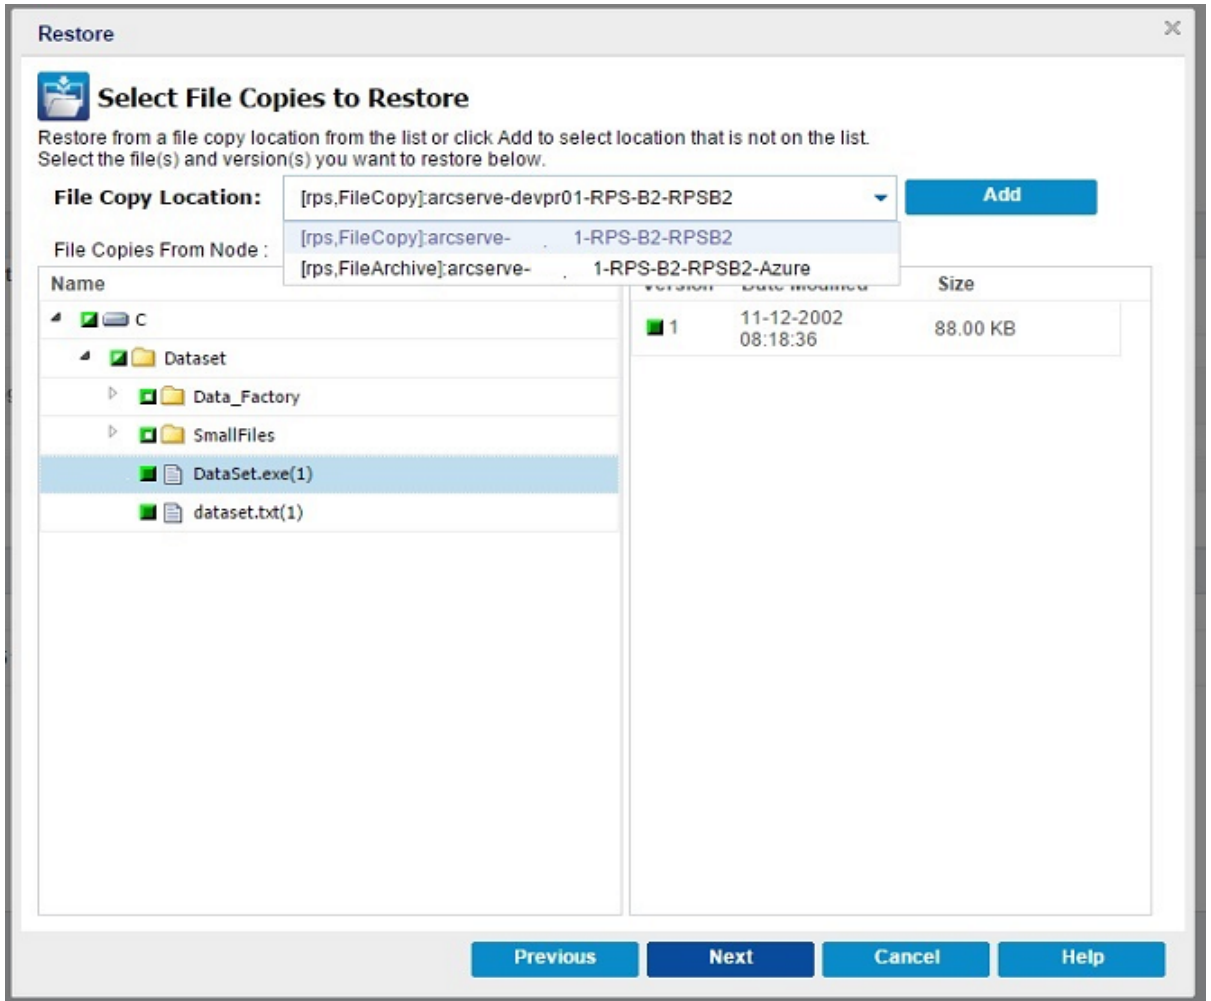 Restore
Select File Copies to Restore
Restore from a file copy location from the list or click Add to select location that is not on the list.
Select the file(s) and version(s) you want to restore below.
File Copy Location: [rps,FileCopy]:arcserve-devpr01-RPS-B2-RPSB2 Add
[rps,FileCopy]:arcserve- 1-RPS-B2-RPSB2
File Copies From Node :
[rps,FileArchive]:arcserve- 1-RPS-B2-RPSB2-Azure
Name Version Date Modified Size
C
1 11-12-2002 08:18:36 88.00 KB
Dataset
Data_Factory
SmallFiles
DataSet.exe(1)
dataset.txt(1)
Previous Next Cancel Help